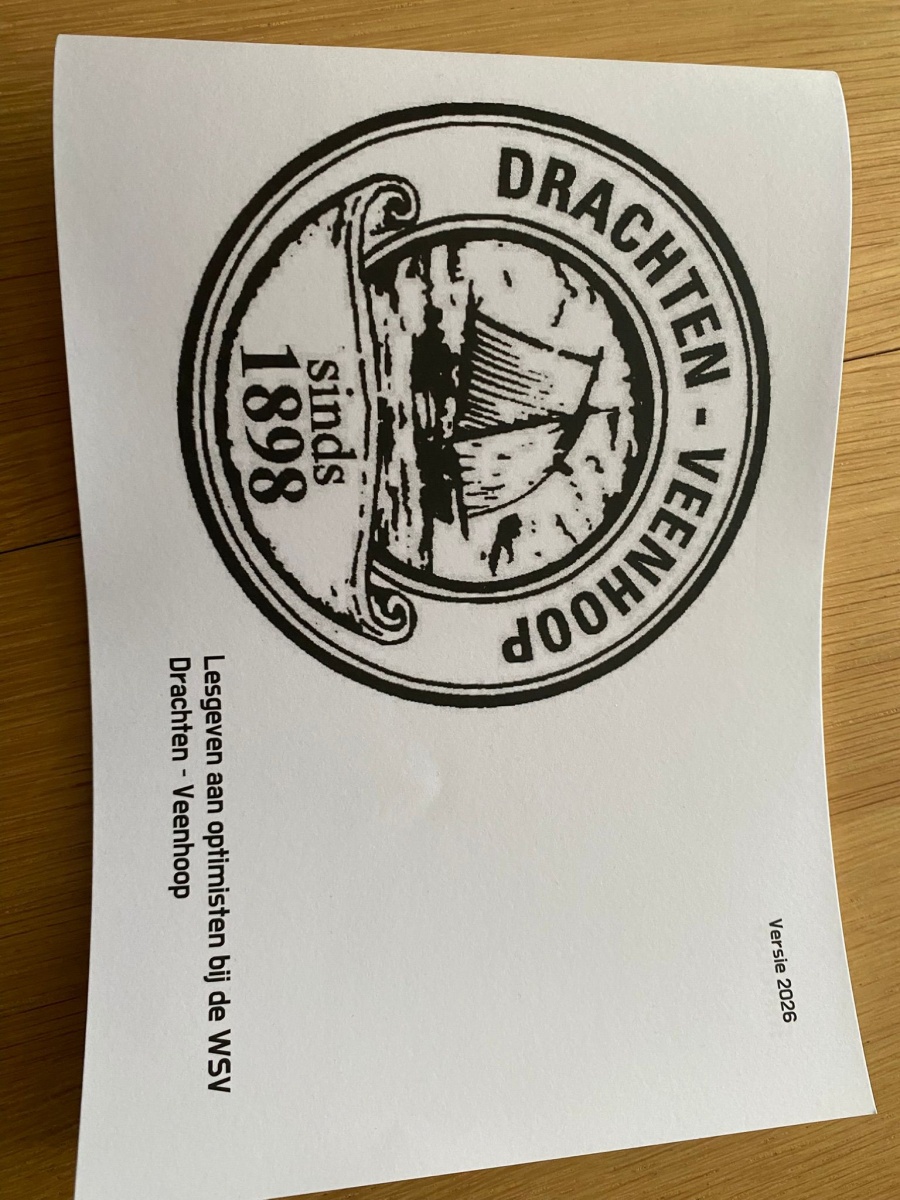 Versie 2026
DRACHTEN - VEENHOOP
sinds
1898
Lesgeven aan optimisten bij de WSV
Drachten - Veenhoop